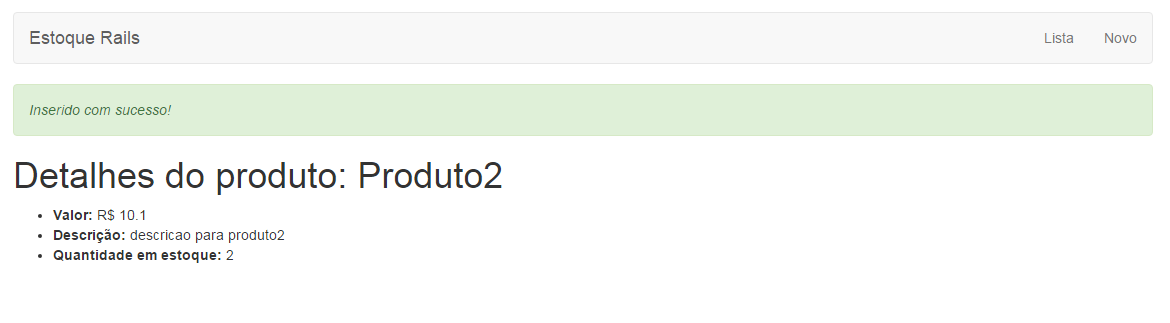 Estoque Rails Lista Novo
Inserido com sucesso!
Detalhes do produto: Produto2
Valor: R$ 10.1
Descrição: descricao para produto2
Quantidade em estoque: 2